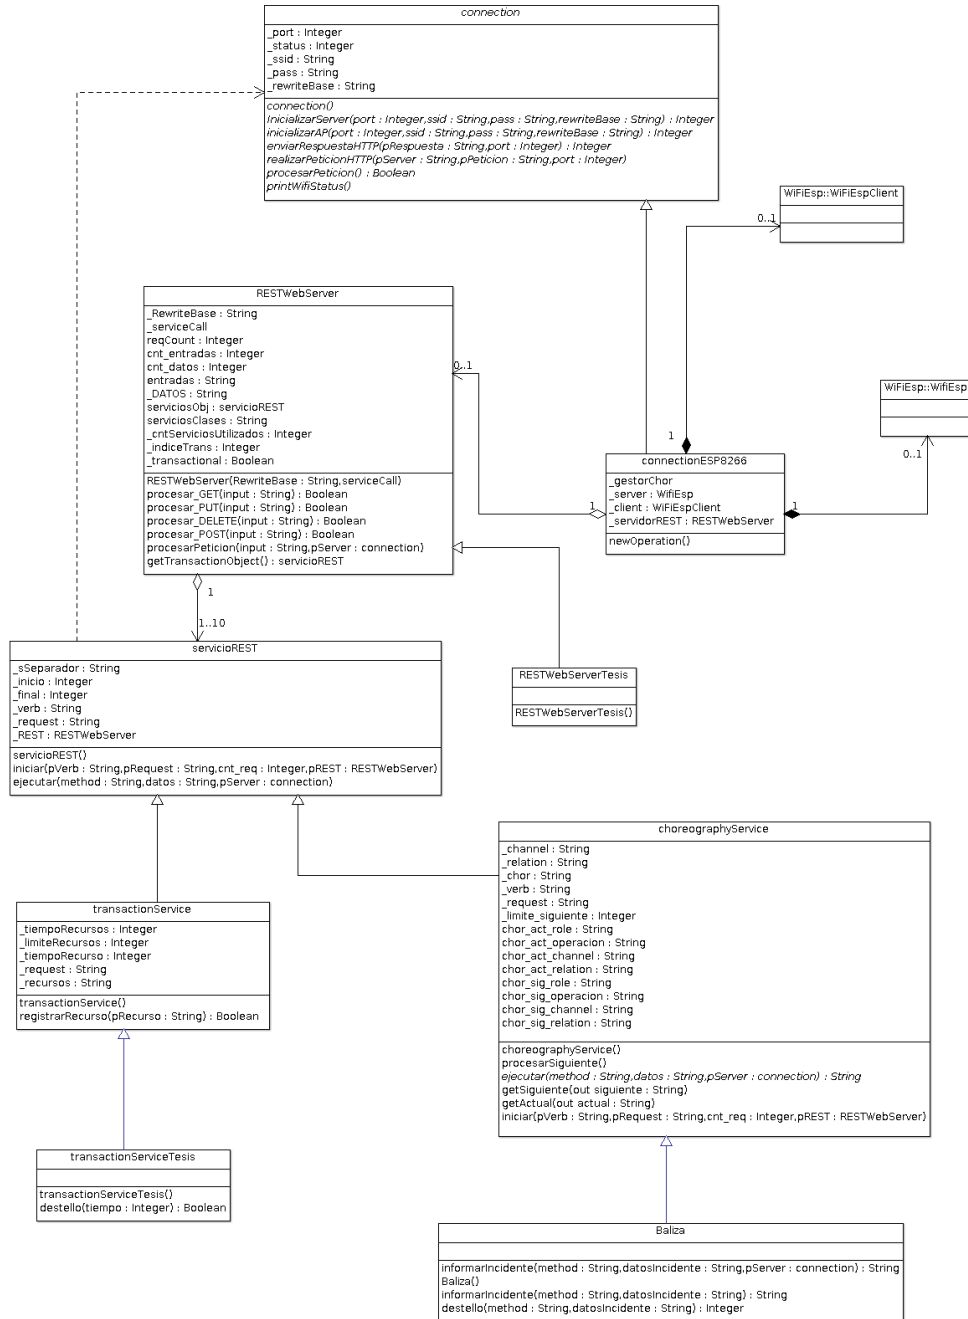 connection
_port : Integer
_status : Integer
_ssid : String
_pass : String
_rewriteBase : String
connection()
InicializarServer(port : Integer,ssid : String,pass : String,rewriteBase : String) : Integer
inicializarAP(port : Integer,ssid : String,pass : String,rewriteBase : String) : Integer
enviarRespuestaHTTP(pRespuesta : String,port : Integer) : Integer
realizarPeticionHTTP(pServer : String,pPeticion : String,port : Integer)
procesarPeticion() : Boolean
printWifiStatus()
WiFiEsp::WiFiEspClient
0..1
RESTWebServer
_RewriteBase : String
_serviceCall
reqCount : Integer
cnt_entradas : Integer
cnt_datos : Integer
entradas : String
_DATOS : String
serviciosObj : servicioREST
serviciosClases : String
_cntServiciosUtilizados : Integer
_indiceTrans : Integer
_transactional : Boolean
RESTWebServer(RewriteBase : String,serviceCall)
procesar_GET(input : String) : Boolean
procesar_PUT(input : String) : Boolean
procesar_DELETE(input : String) : Boolean
procesar_POST(input : String) : Boolean
procesarPeticion(input : String,pServer : connection)
getTransactionObject() : servicioREST
0..1
WiFiEsp::WifiEsp
0..1
1
connectionESP8266
_gestorChor
_server : WifiEsp
_client : WiFiEspClient
_servidorREST : RESTWebServer
newOperation()
1
1
1
1..10
servicioREST
_sSeparador : String
_inicio : Integer
_final : Integer
_verb : String
_request : String
_REST : RESTWebServer
servicioREST()
iniciar(pVerb : String,pRequest : String,cnt_req : Integer,pREST : RESTWebServer)
ejecutar(method : String,datos : String,pServer : connection)
RESTWebServerTesis
RESTWebServerTesis()
choreographyService
_channel : String
_relation : String
_chor : String
_verb : String
_request : String
_limite_siguiente : Integer
chor_act_role : String
chor_act_operacion : String
chor_act_channel : String
chor_act_relation : String
chor_sig_role : String
chor_sig_operacion : String
chor_sig_channel : String
chor_sig_relation : String
choreographyService()
procesarSiguiente()
ejecutar(method : String,datos : String,pServer : connection) : String
getSiguiente(out siguiente : String)
getActual(out actual : String)
iniciar(pVerb : String,pRequest : String,cnt_req : Integer,pREST : RESTWebServer)
transactionService
_tiempoRecursos : Integer
_limiteRecursos : Integer
_tiempoRecurso : Integer
_request : String
_recursos : String
transactionService()
registrarRecurso(pRecurso : String) : Boolean
transactionServiceTesis
transactionServiceTesis()
destello(tiempo : Integer) : Boolean
Baliza
informarIncidente(method : String,datosIncidente : String,pServer : connection) : String
Baliza()
informarIncidente(method : String,datosIncidente : String) : String
destello(method : String,datosIncidente : String) : Integer